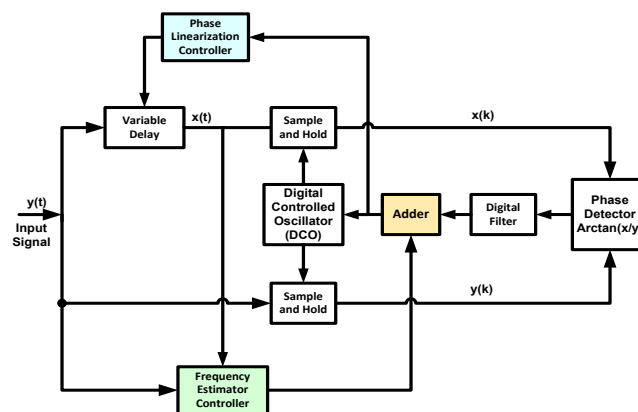 Phase
Linearization
Controller
Variable
Delay
x(t)
Sample
and Hold
x(k)
y(t)
Input
Signal
Digital
Controlled
Oscillator
(DCO)
Adder
Digital
Filter
Phase
Detector
Arctan(x/y)
Sample
and Hold
y(k)
Frequency
Estimator
Controller